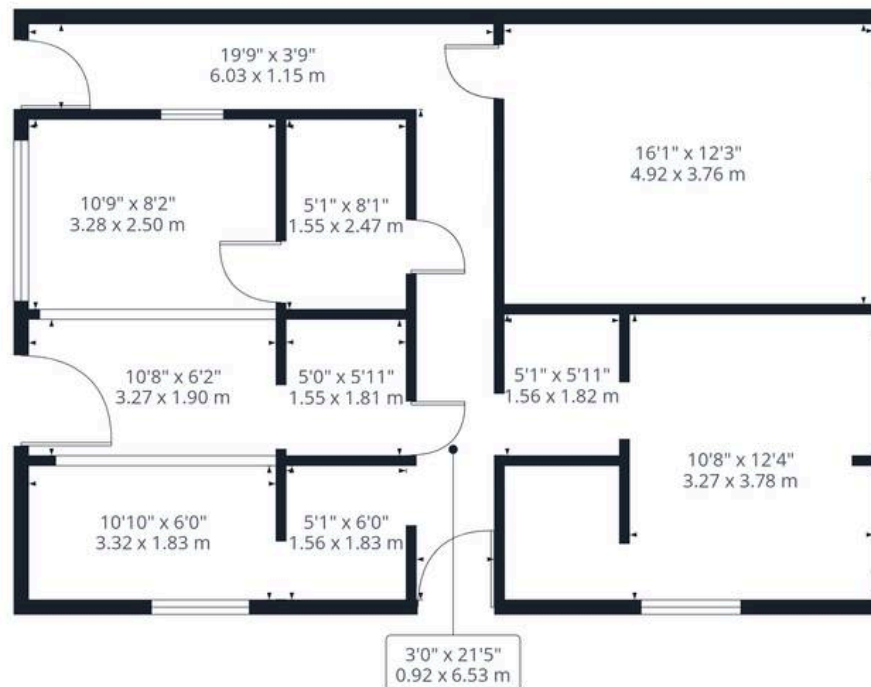 19'9" x 3'9"
6.03 x 1.15 m
16'1" x 12'3"
4.92 x 3.76 m
10'9" x 8'2"
3.28 x 2.50 m
5'1" x 8'1"
1.55 x 2.47 m
10'8" x 6'2"
3.27 x 1.90 m
5'0" x 5'11"
1.55 x 1.81 m
5'1" x 5'11"
1.56 x 1.82 m
10'8" x 12'4"
3.27 x 3.78 m
10'10" x 6'0"
3.32 x 1.83 m
5'1" x 6'0"
1.56 x 1.83 m
3'0" x 21'5"
0.92 x 6.53 m